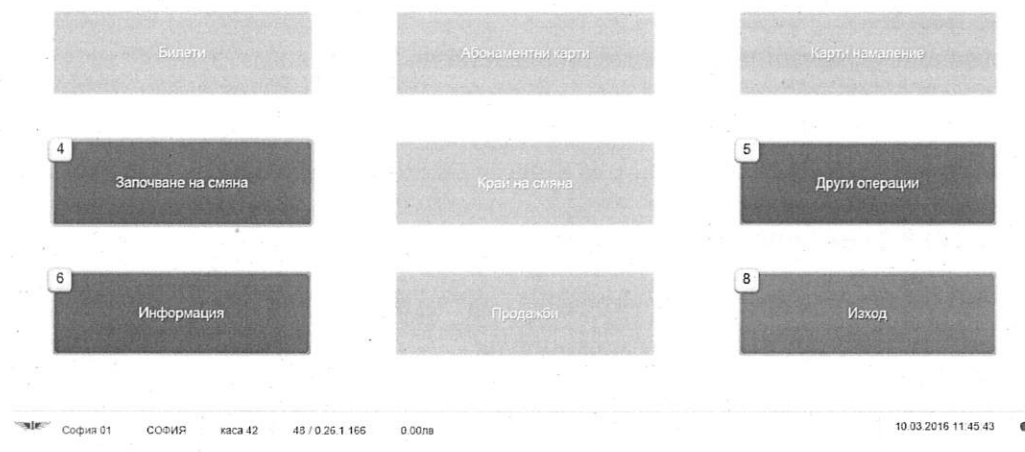 Билети
Абонаментни карти
Карти намаление
4
Започване на смяна
Край на смяна
5
Други операции
6
Информация
Продажби
8
Изход
София 01 СОФИЯ каса 42 48 / 0.26.1.166 0.00лв 10.03.2016 11:45:43